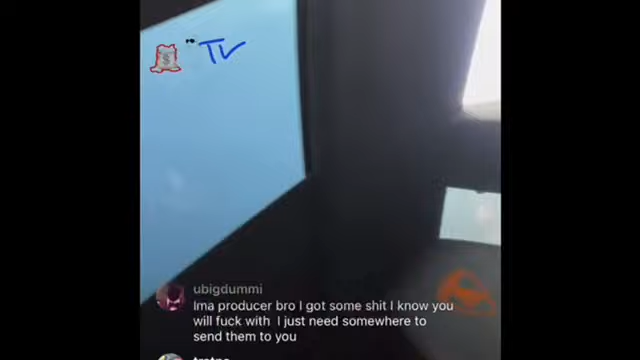 $
TV
ubigdummi
Ima producer bro I got some shit I know you
will fuck with I just need somewhere to
send them to you